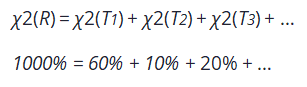 χ2(R) = χ2(T1) + χ2(T2) + χ2(T3) + ...
1000% = 60% + 10% + 20% + ...